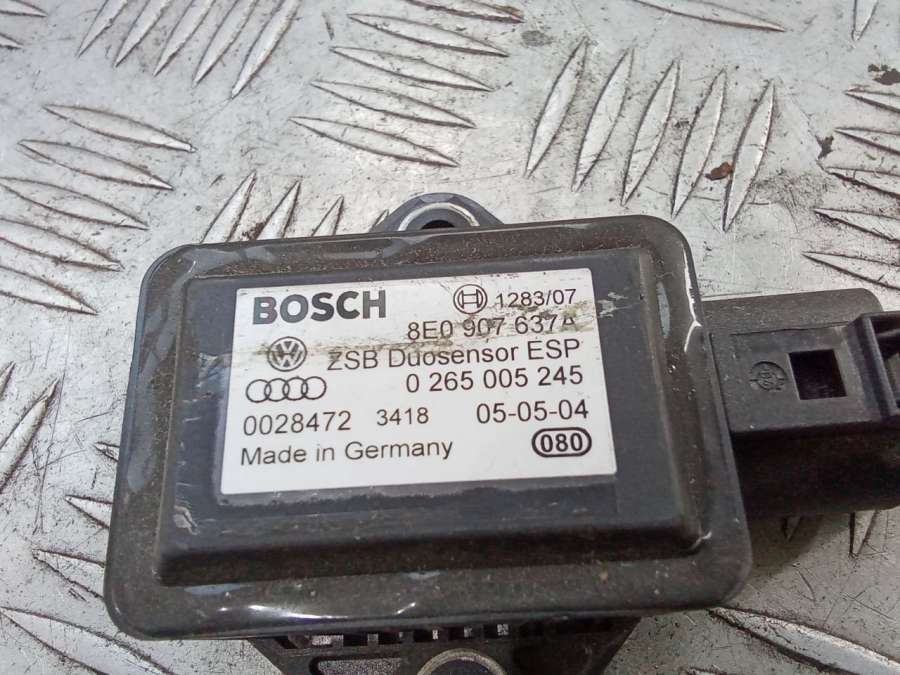 BOSCH 1283/07
8E0 907 637A
ZSB Duosensor ESP
0 265 005 245
0028472 3418 05-05-04
Made in Germany 080